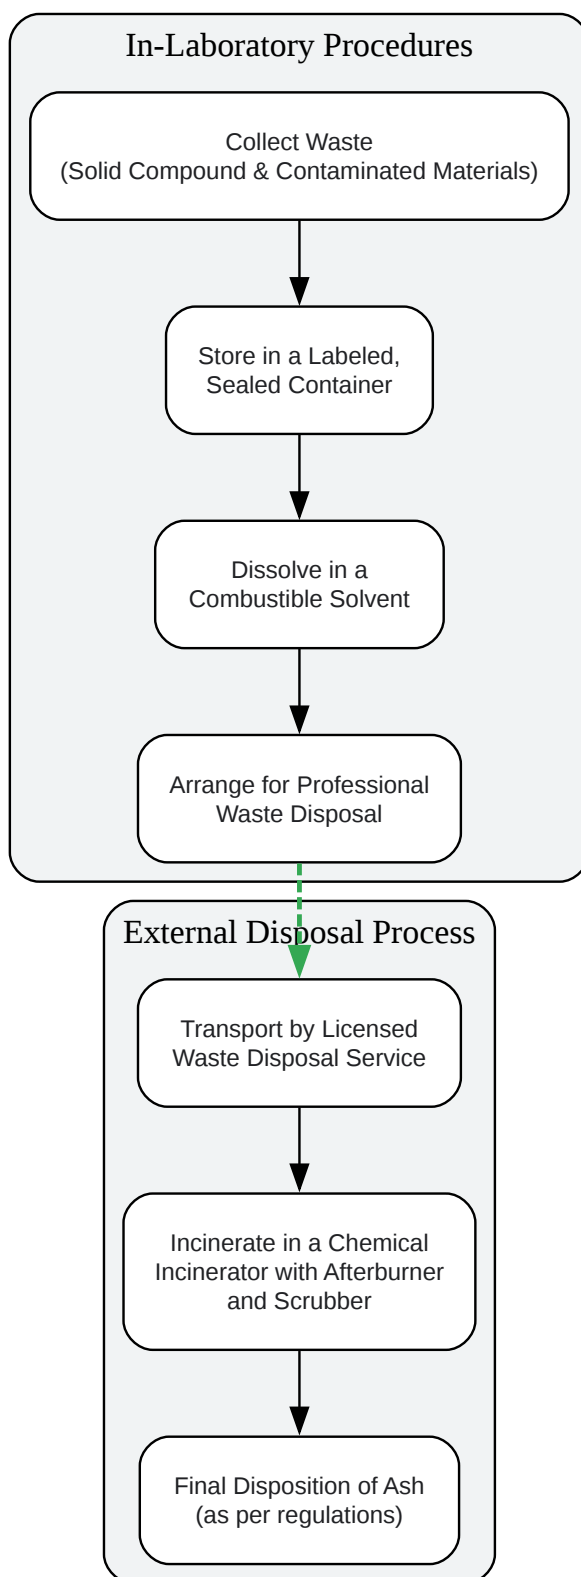 In-Laboratory Procedures
Collect Waste
(Solid Compound & Contaminated Materials)
Store in a Labeled,
Sealed Container
Dissolve in a
Combustible Solvent
Arrange for Professional
Waste Disposal
External Disposal Process
Transport by Licensed
Waste Disposal Service
Incinerate in a Chemical
Incinerator with Afterburner
and Scrubber
Final Disposition of Ash
(as per regulations)